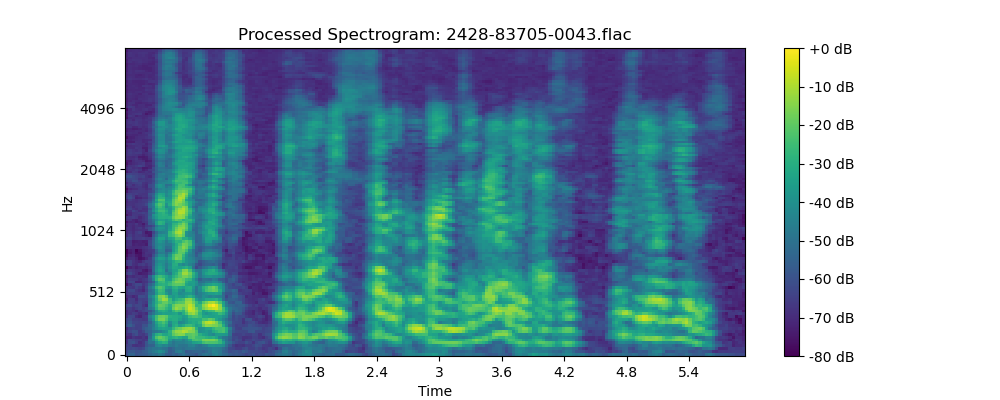 Processed Spectrogram: 2428-83705-0043.flac
Hz
4096
2048
1024
512
0
0 0.6 1.2 1.8 2.4 3 3.6 4.2 4.8 5.4
Time
+0 dB
-10 dB
-20 dB
-30 dB
-40 dB
-50 dB
-60 dB
-70 dB
-80 dB